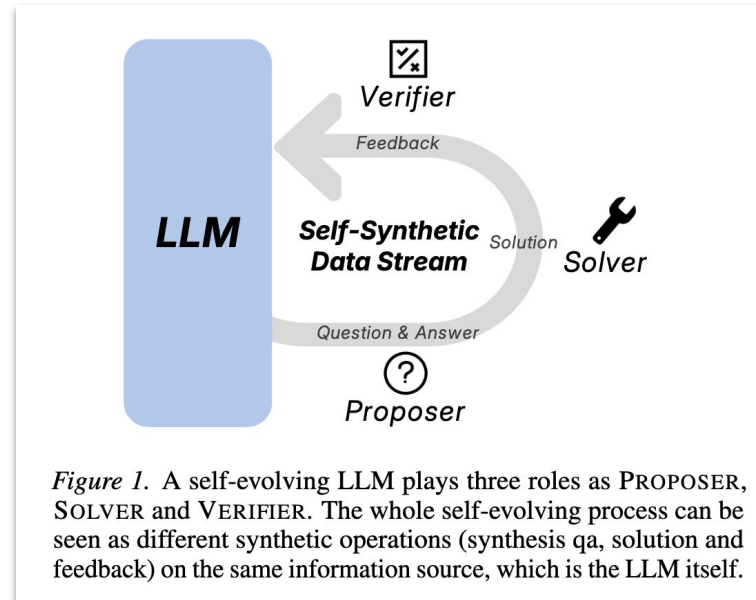 Verifier
Feedback
LLM
Self-Synthetic
Data Stream
Solution
Solver
Question & Answer
?
Proposer
Figure 1. A self-evolving LLM plays three roles as PROPOSER,
SOLVER and VERIFIER. The whole self-evolving process can be
seen as different synthetic operations (synthesis qa, solution and
feedback) on the same information source, which is the LLM itself.